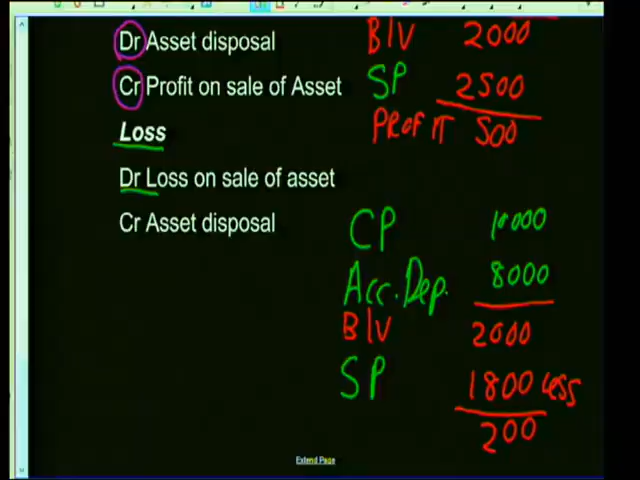 Dr Asset disposal
Cr Profit on sale of Asset
Loss
Dr Loss on sale of asset
Cr Asset disposal
B/V 2000
SP 2500
PROFIT 500
CP 10000
Acc. Dep. 8000
B/V 2000
SP 1800
200
Extend Page